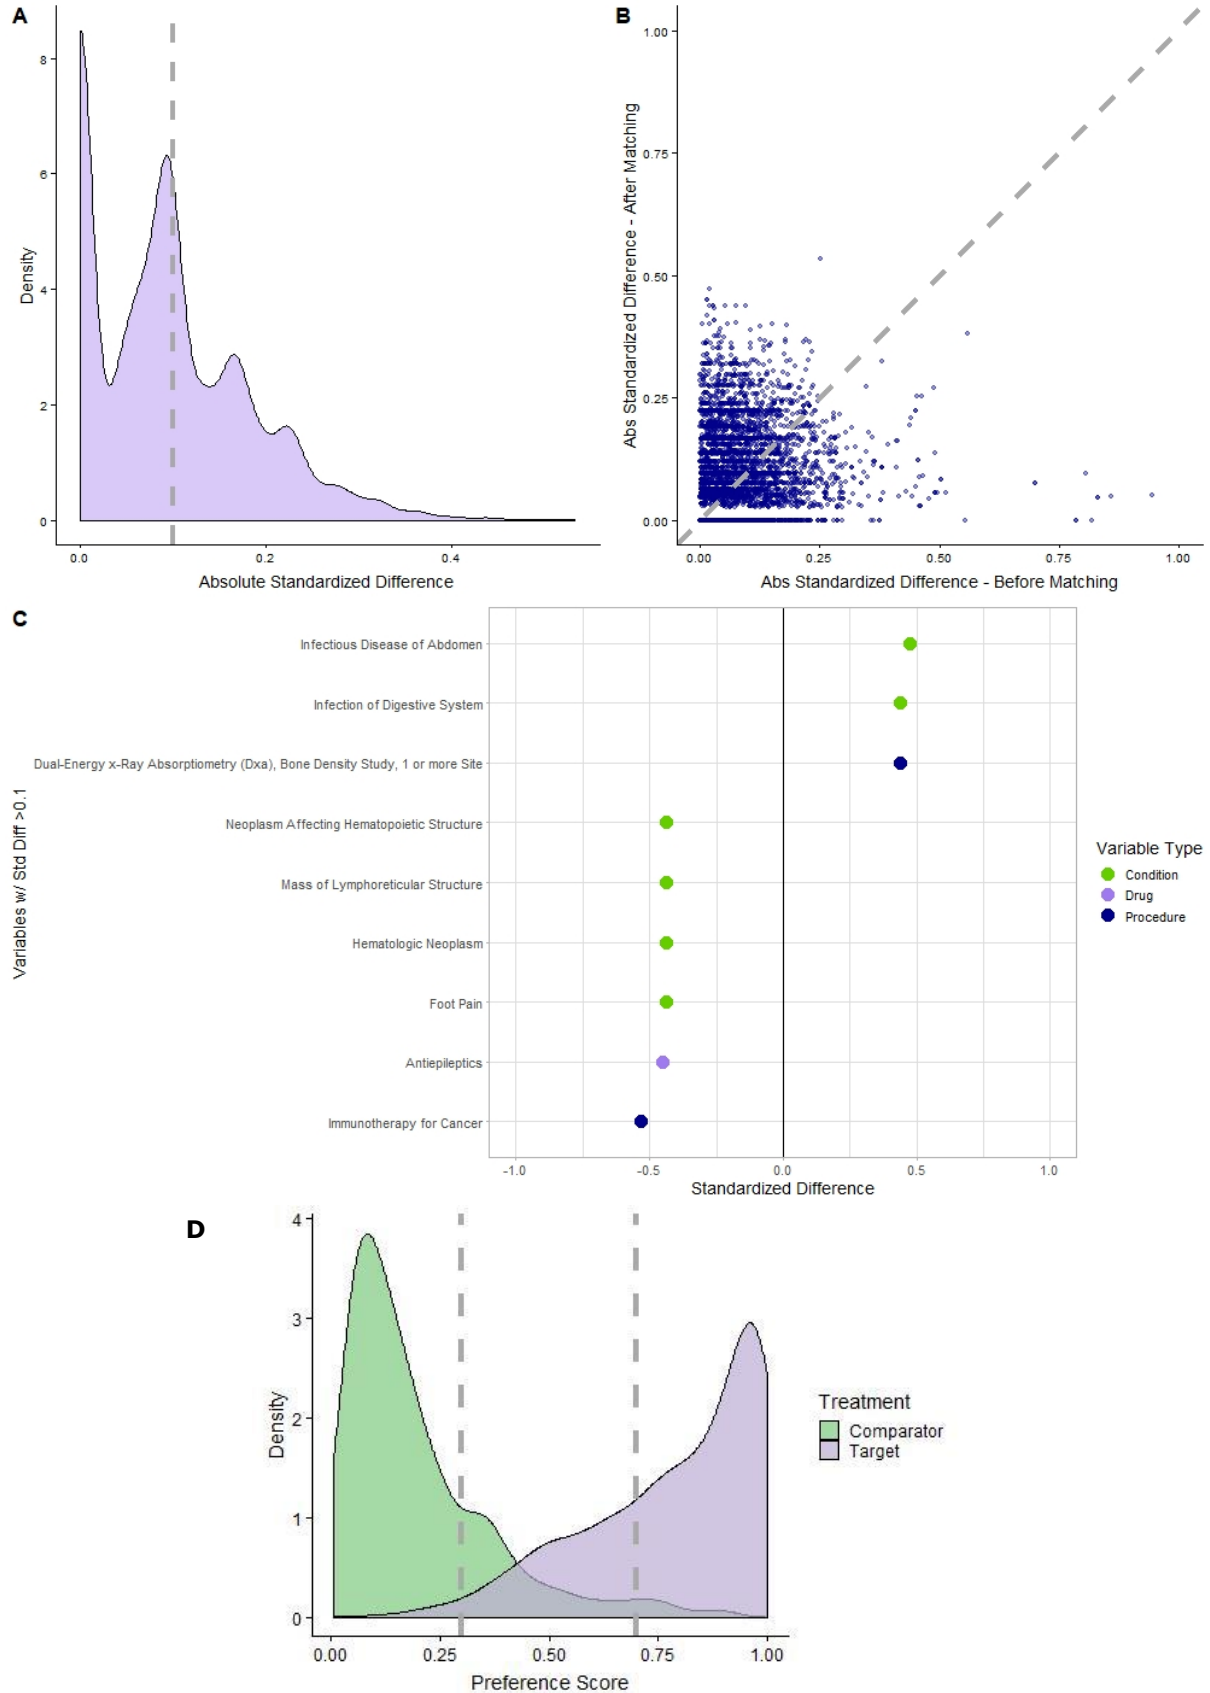 A
8
6
4
2
0
Density
0.0
0.2
0.4
Absolute Standardized Difference
B
1.00
0.75
0.50
0.25
0.00
Abs Standardized Difference - After Matching
0.00
0.25
0.50
0.75
1.00
Abs Standardized Difference - Before Matching
C
Variables w/ Std Diff >0.1
Infectious Disease of Abdomen
Infection of Digestive System
Dual-Energy x-Ray Absorptiometry (Dxa), Bone Density Study, 1 or more Site
Neoplasm Affecting Hematopoietic Structure
Mass of Lymphoreticular Structure
Hematologic Neoplasm
Foot Pain
Antiepileptics
Immunotherapy for Cancer
-1.0
-0.5
0.0
0.5
1.0
Standardized Difference
Variable Type
Condition
Drug
Procedure
D
4
3
2
1
0
Density
0.00
0.25
0.50
0.75
1.00
Preference Score
Treatment
Comparator
Target